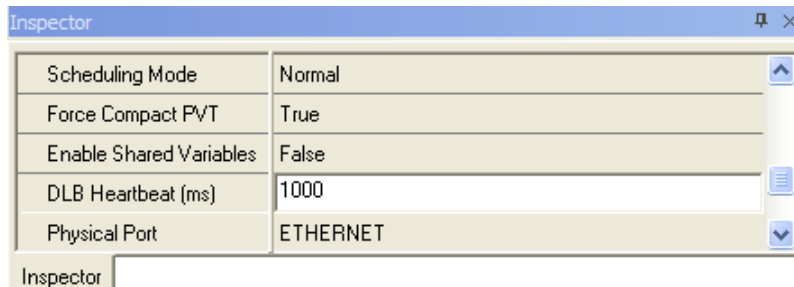 Inspector
Scheduling Mode Normal
Force Compact PVT True
Enable Shared Variables False
DLB Heartbeat (ms) 1000
Physical Port ETHERNET
Inspector